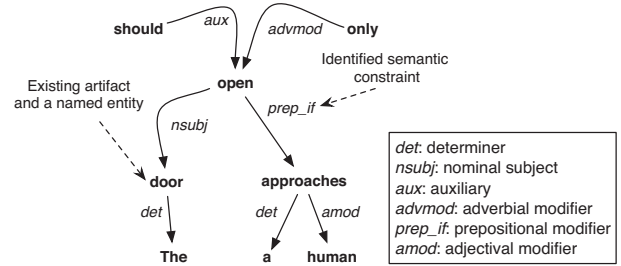 should aux advmod only
Existing artifact
and a named entity
open
Identified semantic
constraint
prep_if
nsubj
door approaches
det det amod
The a human
det: determiner
nsubj: nominal subject
aux: auxiliary
advmod: adverbial modifier
prep_if: prepositional modifier
amod: adjectival modifier